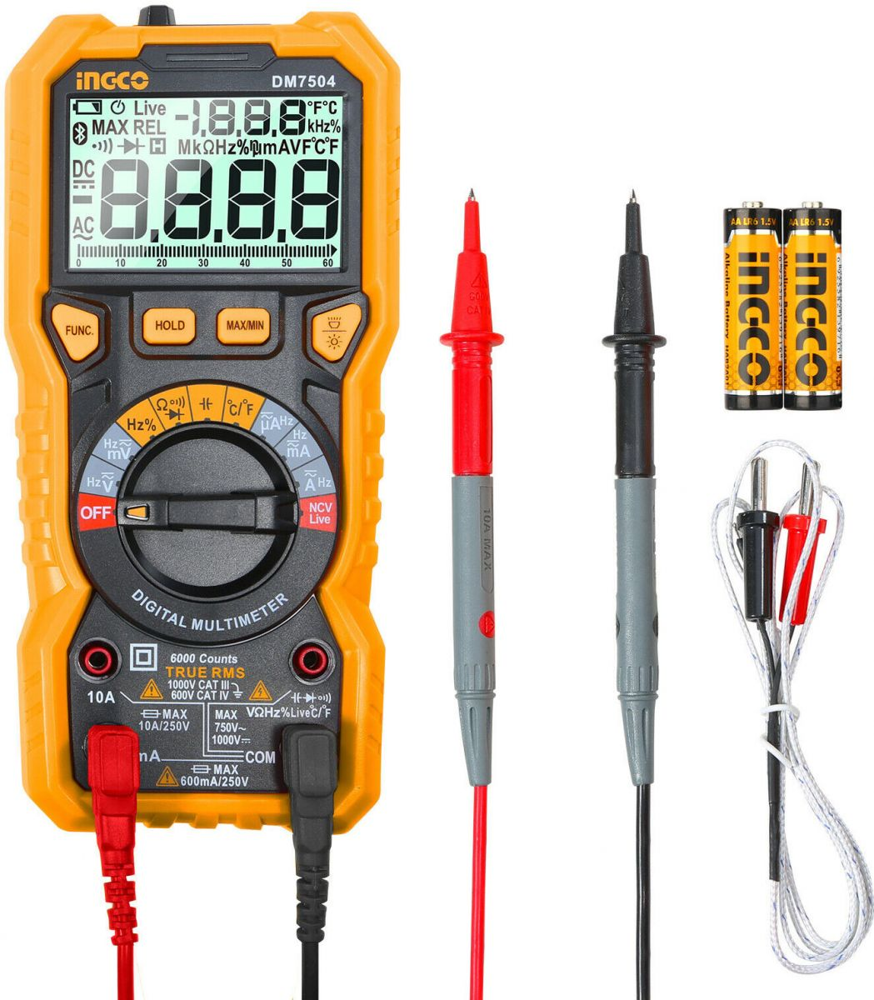 INGCO
DM7504
Live
-1.8.8.8 °F°C
kHz%
MAX REL
H MkΩHz%nμmAVF°C°F
DC
AC
8.8.8.8
0 10 20 30 40 50 60
FUNC.
HOLD
MAX/MIN
Hz%
Ω
°C/°F
μA Hz
Hz mV
Hz mA
Hz V
A Hz
OFF
NCV
Live
DIGITAL MULTIMETER
6000 Counts
TRUE RMS
1000V CAT III
600V CAT IV
10A
VΩHz%Live°C/°F
MAX
10A/250V
MAX
750V~
1000V
mA
COM
MAX
600mA/250V
10A MAX
AA LR6 1.5V
INGCO
Alkaline Battery
AA LR6 1.5V
INGCO
Alkaline Battery